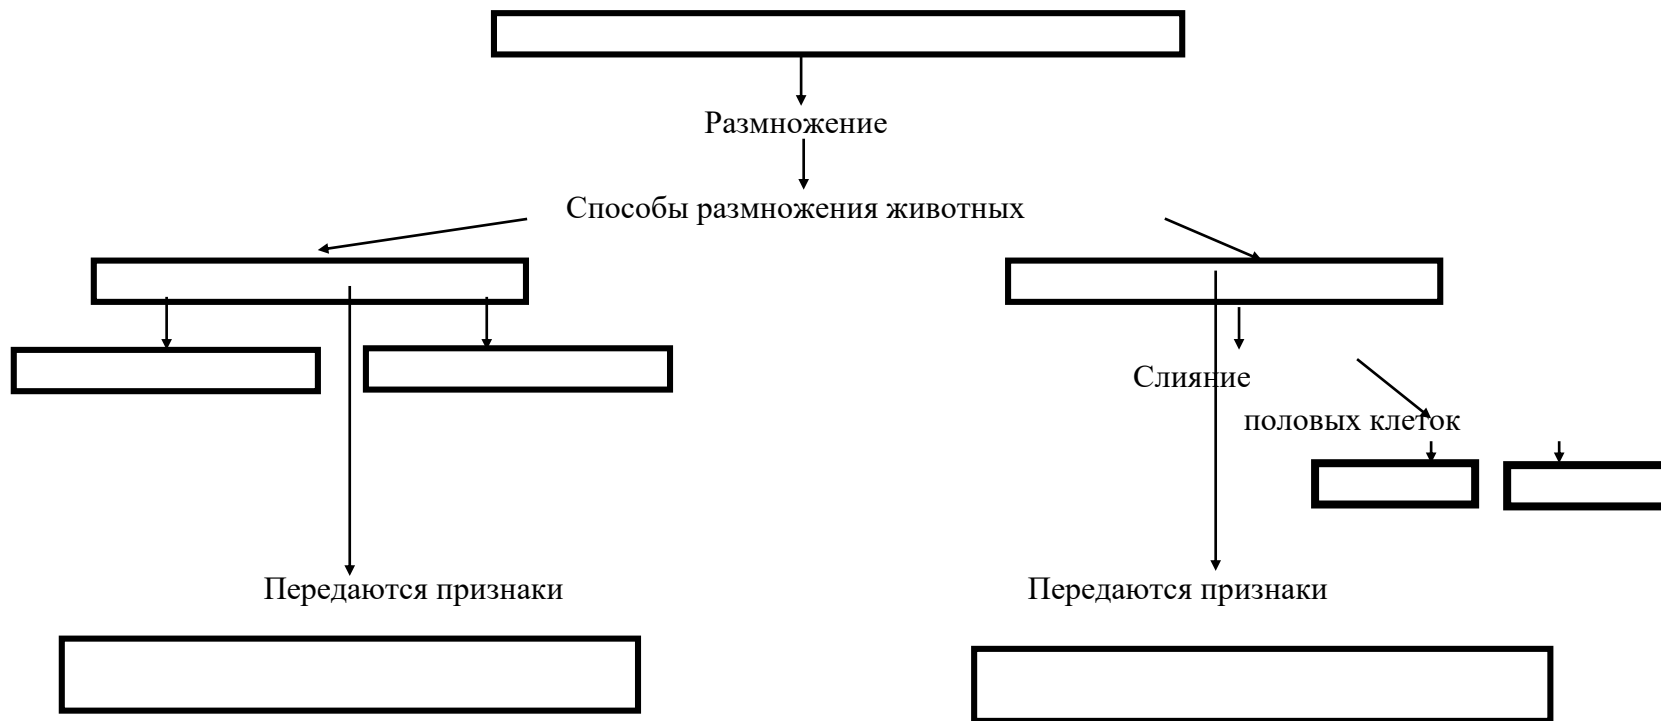 Размножение
Способы размножения животных
Слияние
половых клеток
Передаются признаки
Передаются признаки